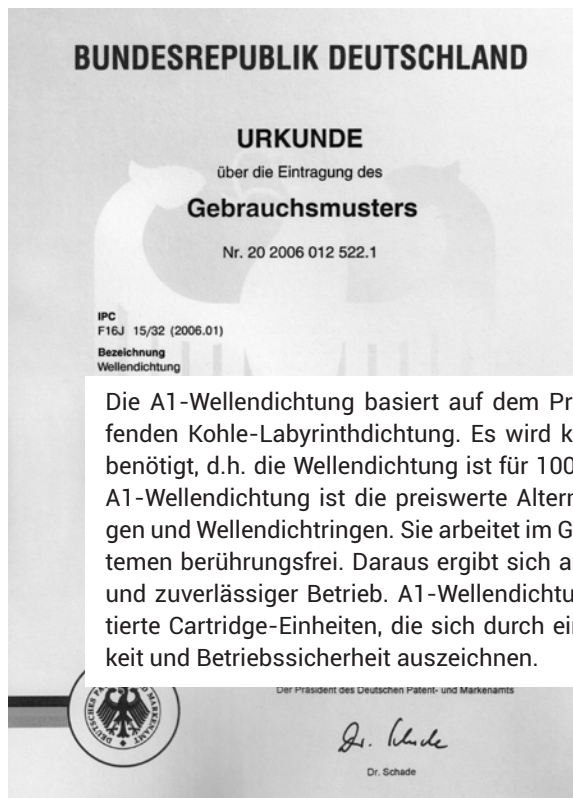 BUNDESREPUBLIK DEUTSCHLAND
URKUNDE
über die Eintragung des
Gebrauchsmusters
Nr. 20 2006 012 522.1
IPC
F16J 15/32 (2006.01)
Bezeichnung
Wellendichtung
Die A1-Wellendichtung basiert auf dem Pr
fenden Kohle-Labyrinthdichtung. Es wird k
benötigt, d.h. die Wellendichtung ist für 100
A1-Wellendichtung ist die preiswerte Altern
gen und Wellendichtringen. Sie arbeitet im G
temen berührungsfrei. Daraus ergibt sich a
und zuverlässiger Betrieb. A1-Wellendichtu
tierte Cartridge-Einheiten, die sich durch ei
keit und Betriebssicherheit auszeichnen.
Der Präsident des Deutschen Patent- und Markenamts
Dr. Schade
Dr. Schade